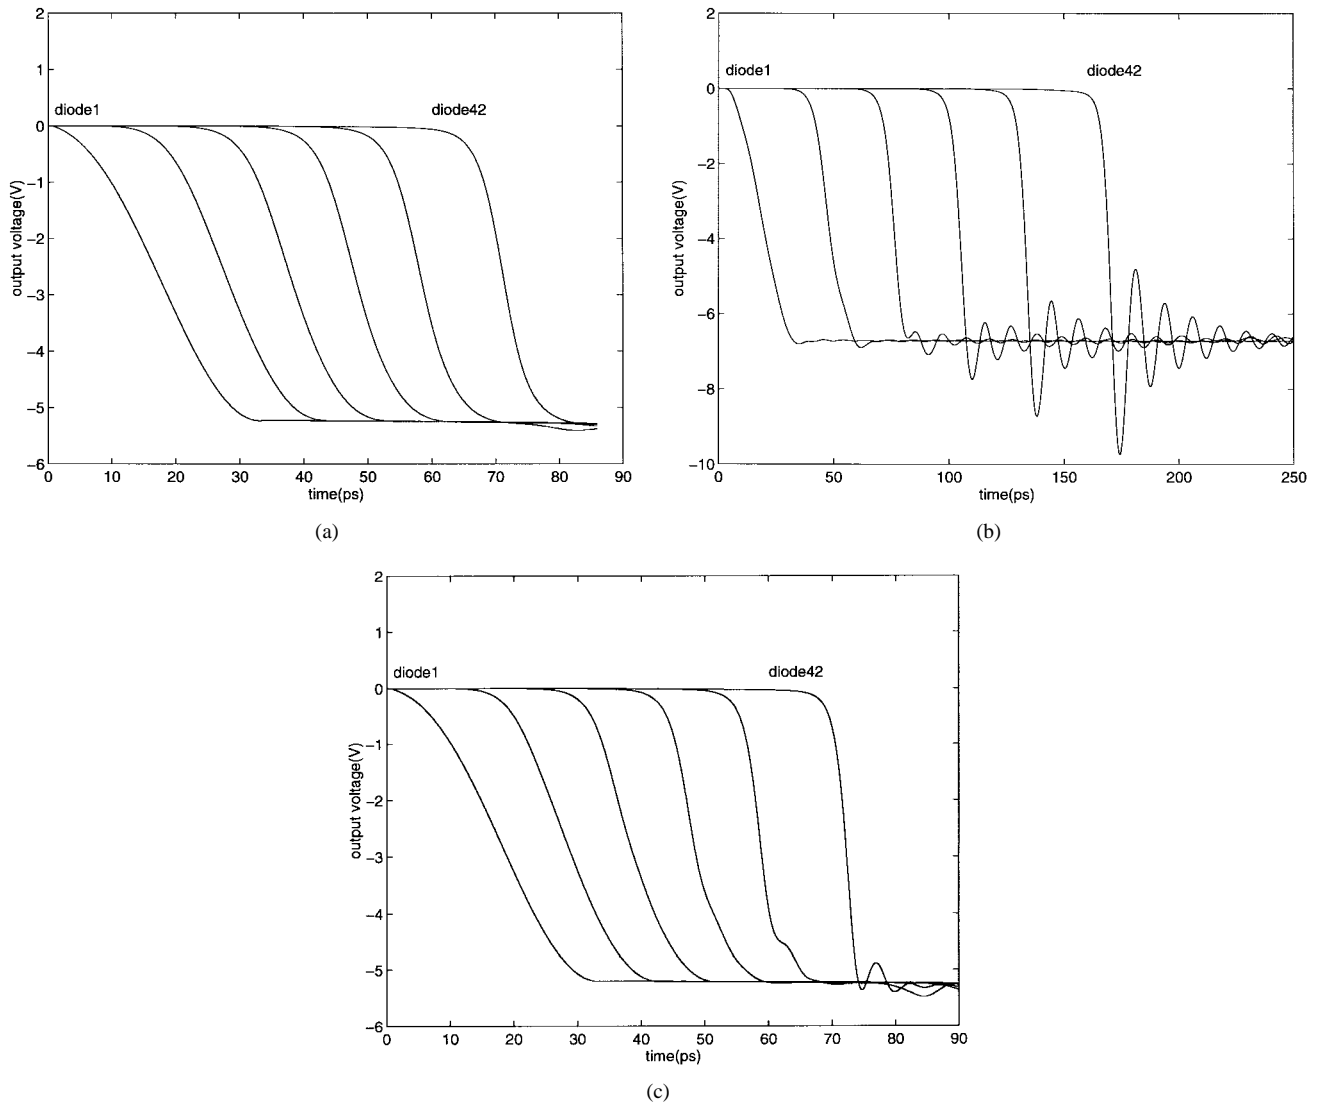 2
1
0
−1
−2
−3
−4
−5
−6
output voltage(V)
diode1
diode42
0 10 20 30 40 50 60 70 80 90
time(ps)
(a)
2
0
−2
−4
−6
−8
−10
output voltage(V)
diode1
diode42
0 50 100 150 200 250
time(ps)
(b)
2
1
0
−1
−2
−3
−4
−5
−6
output voltage(V)
diode1
diode42
0 10 20 30 40 50 60 70 80 90
time(ps)
(c)